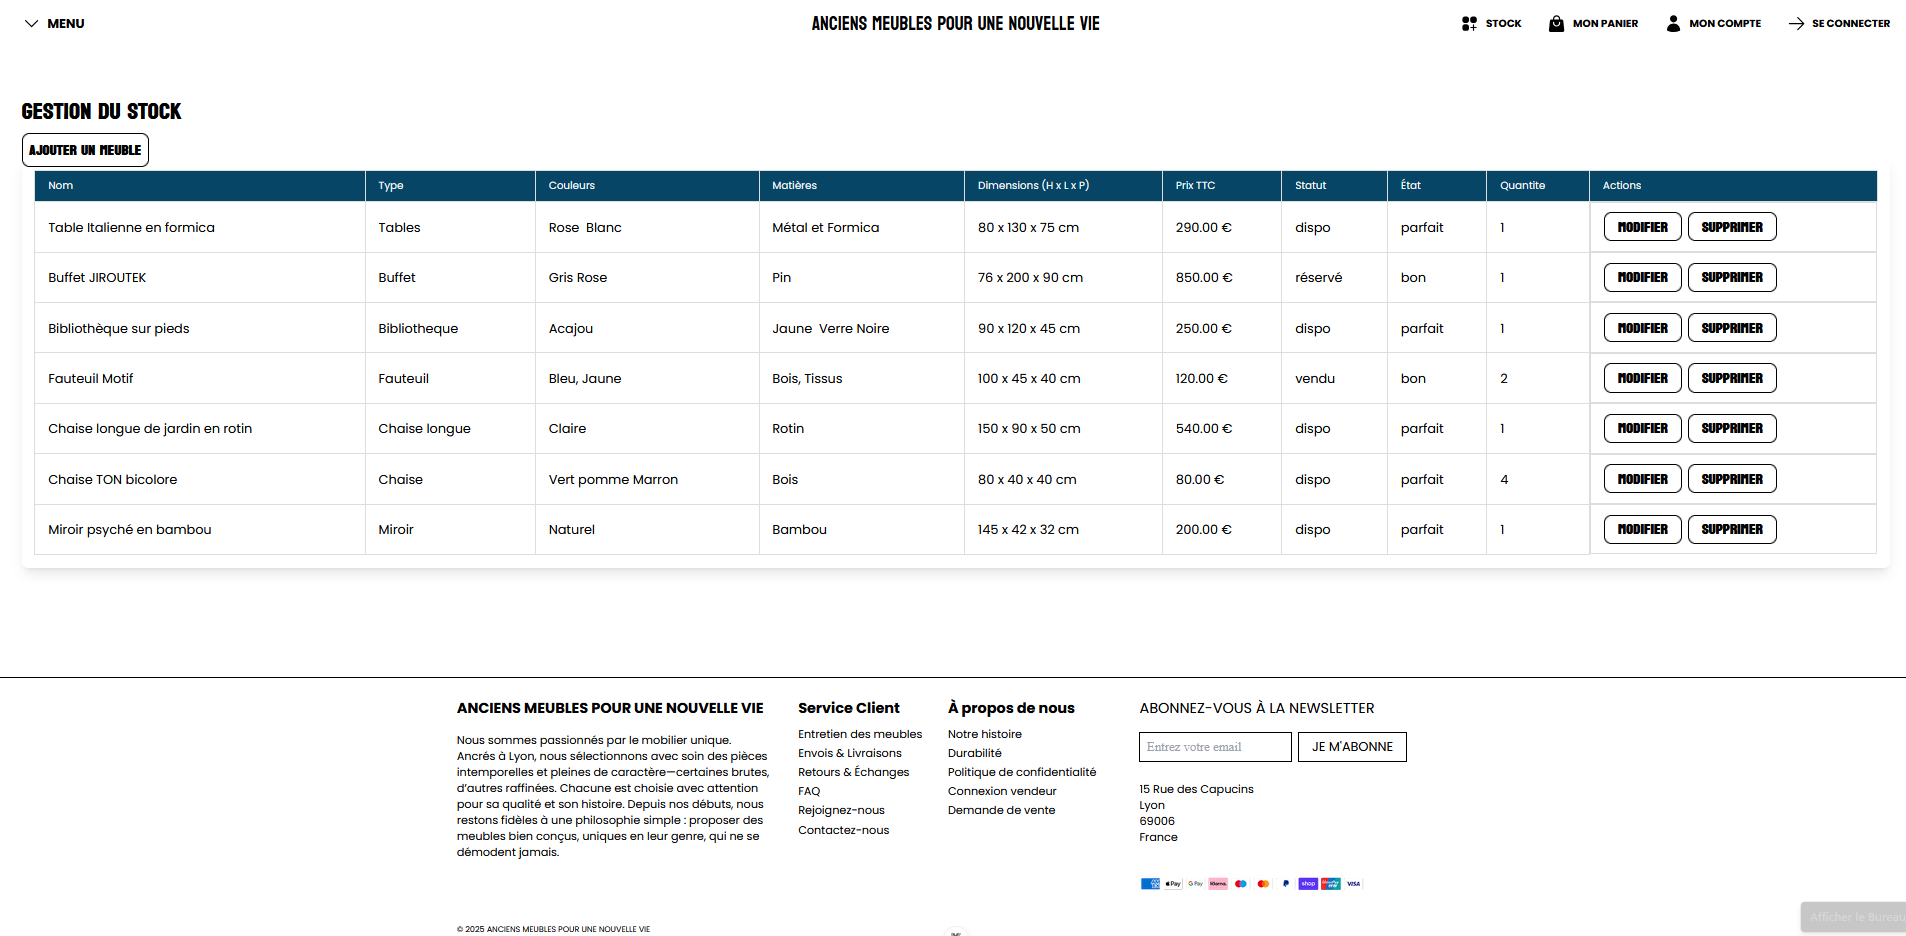 MENU
ANCIENS MEUBLES POUR UNE NOUVELLE VIE
STOCK MON PANIER MON COMPTE SE CONNECTER
GESTION DU STOCK
AJOUTER UN MEUBLE
Nom Type Couleurs Matières Dimensions (H x L x P) Prix TTC Statut État Quantite Actions
Table Italienne en formica Tables Rose Blanc Métal et Formica 80 x 130 x 75 cm 290.00 € dispo parfait 1 MODIFIER SUPPRIMER
Buffet JIROUTEK Buffet Gris Rose Pin 76 x 200 x 90 cm 850.00 € réservé bon 1 MODIFIER SUPPRIMER
Bibliothèque sur pieds Bibliotheque Acajou Jaune Verre Noire 90 x 120 x 45 cm 250.00 € dispo parfait 1 MODIFIER SUPPRIMER
Fauteuil Motif Fauteuil Bleu, Jaune Bois, Tissus 100 x 45 x 40 cm 120.00 € vendu bon 2 MODIFIER SUPPRIMER
Chaise longue de jardin en rotin Chaise longue Claire Rotin 150 x 90 x 50 cm 540.00 € dispo parfait 1 MODIFIER SUPPRIMER
Chaise TON bicolore Chaise Vert pomme Marron Bois 80 x 40 x 40 cm 80.00 € dispo parfait 4 MODIFIER SUPPRIMER
Miroir psyché en bambou Miroir Naturel Bambou 145 x 42 x 32 cm 200.00 € dispo parfait 1 MODIFIER SUPPRIMER
ANCIENS MEUBLES POUR UNE NOUVELLE VIE
Nous sommes passionnés par le mobilier unique.
Ancrés à Lyon, nous sélectionnons avec soin des pièces
intemporelles et pleines de caractère—certaines brutes,
d'autres raffinées. Chacune est choisie avec attention
pour sa qualité et son histoire. Depuis nos débuts, nous
restons fidèles à une philosophie simple : proposer des
meubles bien conçus, uniques en leur genre, qui ne se
démodent jamais.
Service Client
Entretien des meubles
Envois & Livraisons
Retours & Échanges
FAQ
Rejoignez-nous
Contactez-nous
À propos de nous
Notre histoire
Durabilité
Politique de confidentialité
Connexion vendeur
Demande de vente
ABONNEZ-VOUS À LA NEWSLETTER
Entrez votre email JE M'ABONNE
15 Rue des Capucins
Lyon
69006
France
Pay G Pay Klarna. shop VISA
© 2025 ANCIENS MEUBLES POUR UNE NOUVELLE VIE
Afficher le Bureau